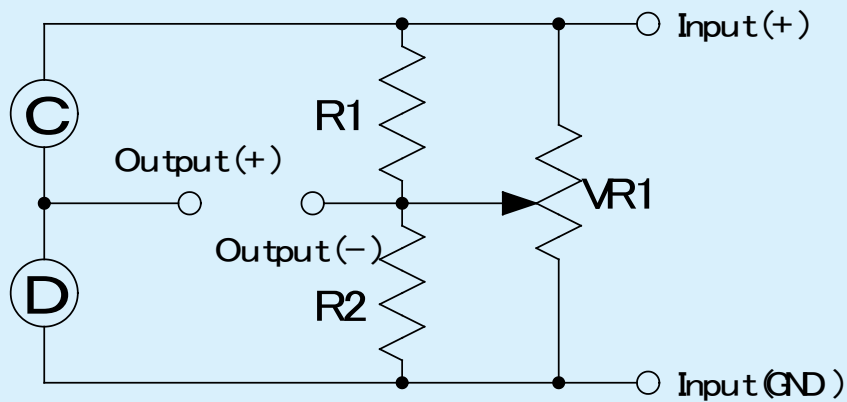 Input(+)
C
R1
Output(+)
VR1
Output(-)
D
R2
Input(GND)